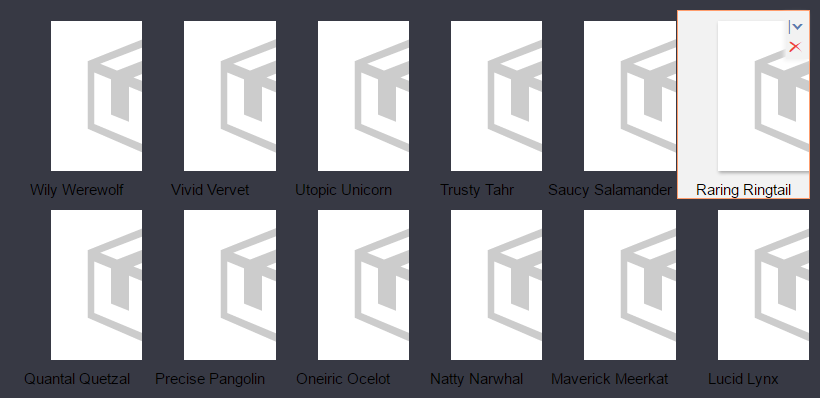 Wily Werewolf
Vivid Vervet
Utopic Unicorn
Trusty Tahr
Saucy Salamander
Raring Ringtail
Quantal Quetzal
Precise Pangolin
Oneiric Ocelot
Natty Narwhal
Maverick Meerkat
Lucid Lynx